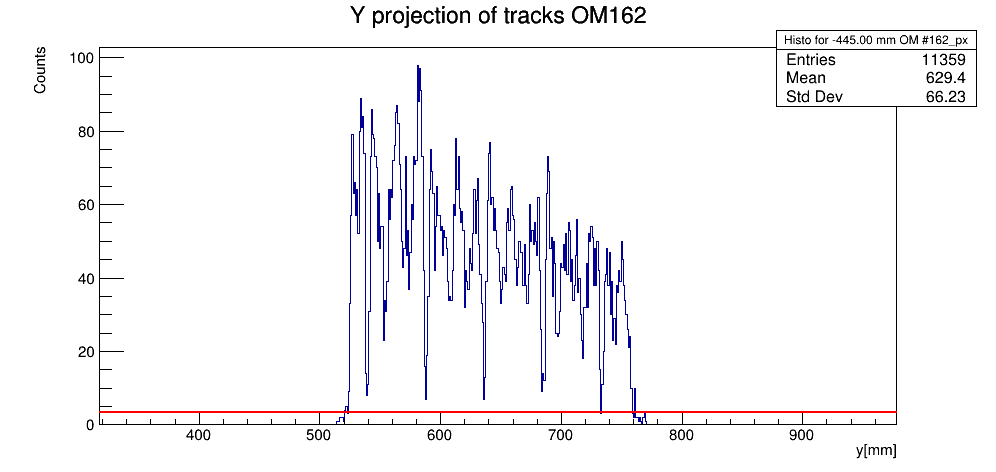 Y projection of tracks OM162
Histo for -445.00 mm OM #162_px
Entries 11359
Mean 629.4
Std Dev 66.23
Counts
100
80
60
40
20
0
400 500 600 700 800 900
y[mm]